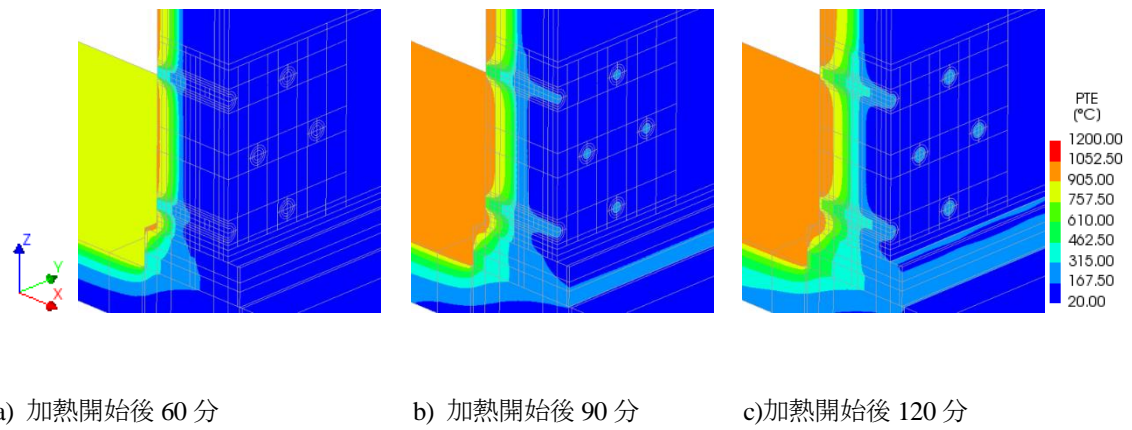 PTE
(°C)
1200.00
1052.50
905.00
757.50
610.00
462.50
315.00
167.50
20.00
Z
Y
X
a) 加熱開始後 60 分
b) 加熱開始後 90 分
c)加熱開始後 120 分